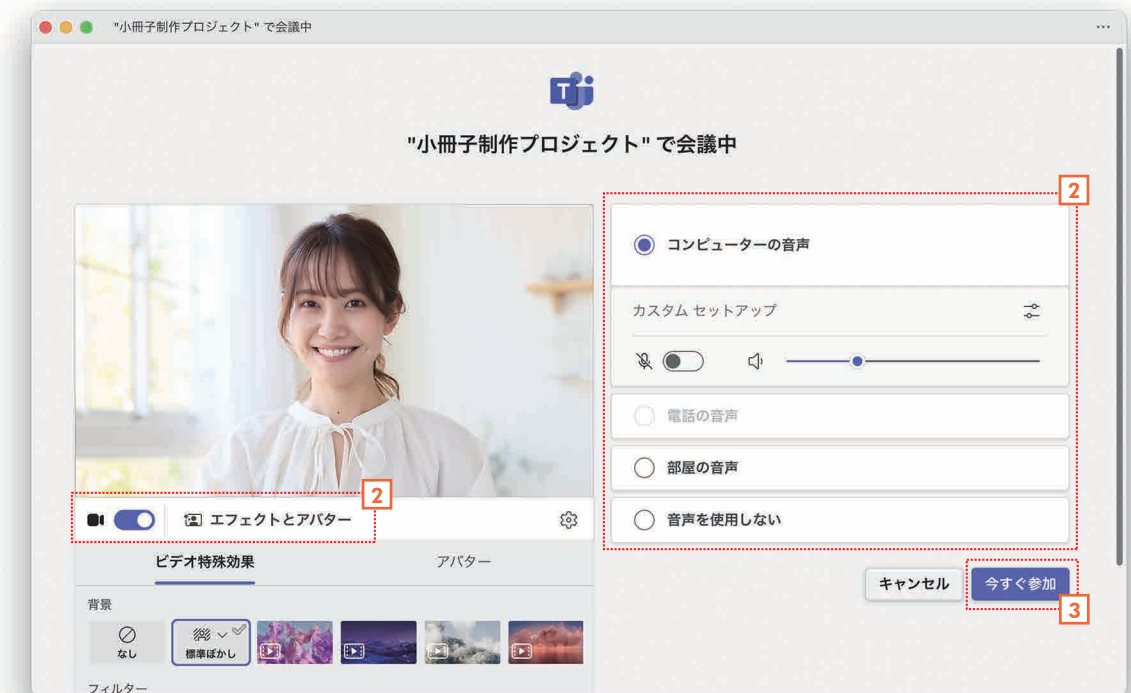 "小冊子制作プロジェクト" で会議中
"小冊子制作プロジェクト" で会議中
2
コンピューターの音声
カスタム セットアップ
電話の音声
部屋の音声
音声を使用しない
2
エフェクトとアバター
ビデオ特殊効果
アバター
キャンセル
今すぐ参加
3
背景
なし
標準ぼかし
フィルター